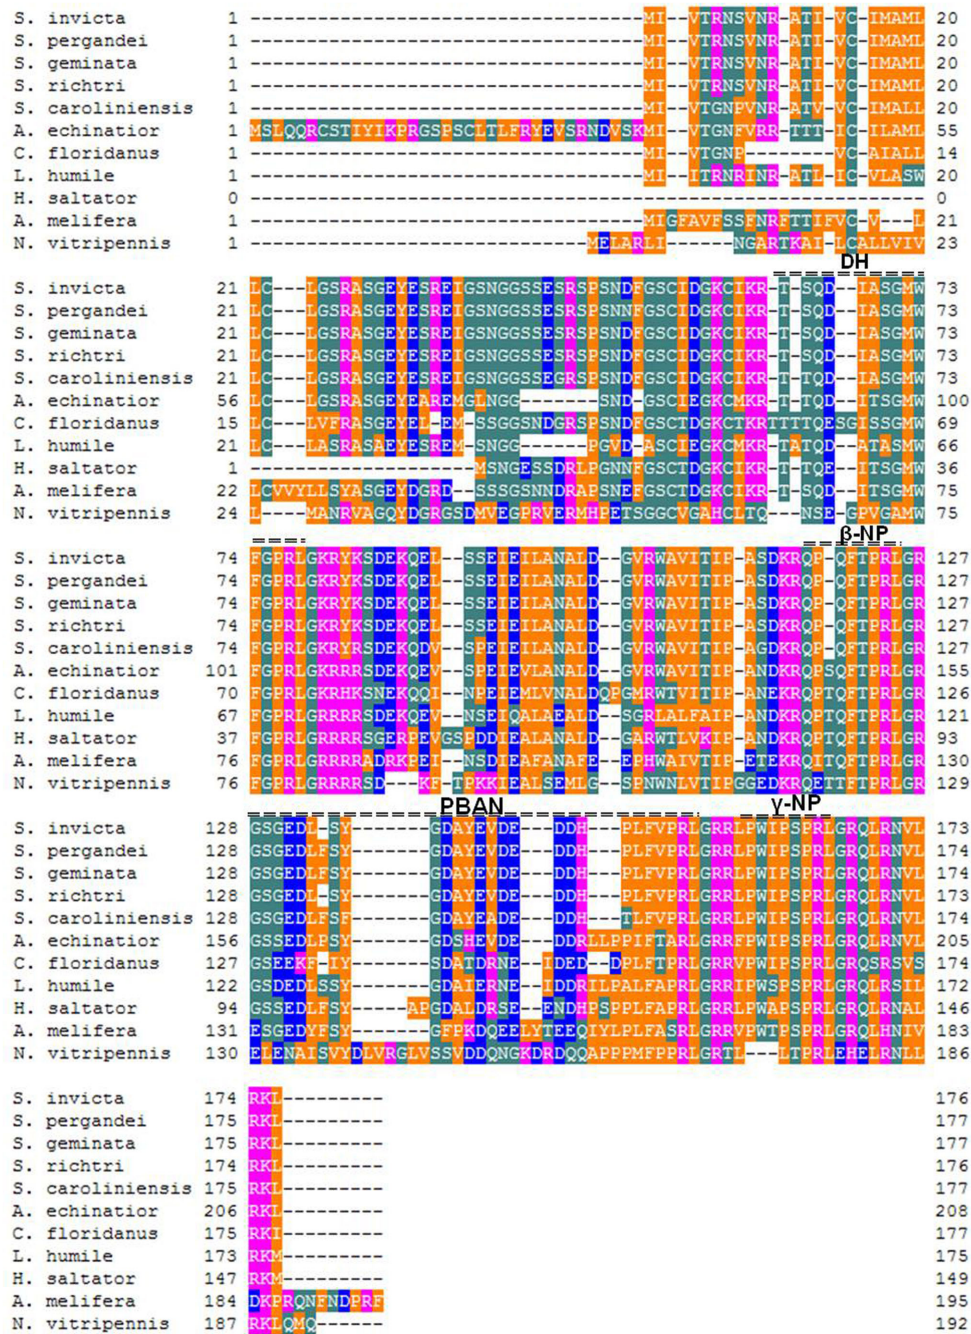 S. invicta 1 -----------------------------------MI--VTRNSVNR-ATI-VC-IMAML 20
S. pergandei 1 -----------------------------------MI--VTRNSVNR-ATI-VC-IMAML 20
S. geminata 1 -----------------------------------MI--VTRNSVNR-ATI-VC-IMAML 20
S. richtri 1 -----------------------------------MI--VTRNSVNR-ATI-VC-IMAML 20
S. caroliniensis 1 -----------------------------------MI--VTGNPVNR-ATV-VC-IMALL 20
A. echinatior 1 MSLQQRCSTIYIKPRGSPSCLTLFRYEVSRNDVSKMI--VTGNFVRR-TTT-IC-ILAML 55
C. floridanus 1 -----------------------------------MI--VTGNP--------VC-AIALL 14
L. humile 1 -----------------------------------MI--ITRNRINR-ATL-IC-VLASW 20
H. saltator 0 ------------------------------------------------------------ 0
A. melifera 1 -----------------------------------MIGFAVFSSFNRFTTIFVC-V---L 21
N. vitripennis 1 ------------------------------MELARLI------NGARTKAI-LCALLVIV 23
DH
S. invicta 21 LC---LGSRASGEYESREIGSNGGSSESRSPSNDFGSCIDGKCIKR-T-SQD--IASGMW 73
S. pergandei 21 LC---LGSRASGEYESREIGSNGGSSESRSPSNNFGSCIDGKCIKR-T-SQD--IASGMW 73
S. geminata 21 LC---LGSRASGEYESREIGSNGGSSESRSPSNDFGSCIDGKCIKR-T-SQD--IASGMW 73
S. richtri 21 LC---LGSRASGEYESREIGSNGGSSESRSPSNDFGSCIDGKCIKR-T-SQD--IASGMW 73
S. caroliniensis 21 LC---LGSRASGEYESREIGSNGGSSEGRSPSNDFGSCIDGKCIKR-T-TQD--IASGMW 73
A. echinatior 56 LC---LGSRASGEYEAREMGLNGG-------SND-GSCIEGKCMKR-T-TQD--ITSGMW 100
C. floridanus 15 LC---LVFRASGEYEL-EM-SSGGSNDGRSPSNDFGSCTDGKCTKRTTTTQESGISSGMW 69
L. humile 21 LC---LASRASAEYESREM-SNGG------PGVD-ASCIEGKCMKR-TATQD-ATASMW 66
H. saltator 1 --------------------MSNGESSDRLPGNNFGSCTDGKCIKR-T-TQE--ITSGMW 36
A. melifera 22 LCVVYLLSYASGEYDGRD--SSSGSNNDRAPSNEFGSCTDGKCIKR-T-SQD--ITSGMW 75
N. vitripennis 24 L----MANRVAGQYDGRGSDMVEGPRVERMHPETSGGCVGAHCLTQ---NSE-GPVGAMW 75
β-NP
S. invicta 74 FGPRLGKRYKSDEKQEL--SSEIEILANALD--GVRWAVITIP-ASDKRQP-QFTPRLGR 127
S. pergandei 74 FGPRLGKRYKSDEKQEL--SSEIEILANALD--GVRWAVITIP-ASDKRQP-QFTPRLGR 127
S. geminata 74 FGPRLGKRYKSDEKQEL--SSEIEILANALD--GVRWAVITIP-ASDKRQP-QFTPRLGR 127
S. richtri 74 FGPRLGKRYKSDEKQEL--SSEIEILANALD--GVRWAVITIP-ASDKRQP-QFTPRLGR 127
S. caroliniensis 74 FGPRLGKRYRSDEKQDV--SPEIEILANALD--GVRWAVITIP-ASDKRQP-QFTPRLGR 127
A. echinatior 101 FGPRLGKRRRSDEKQEV--SPEIEVLANALD--GVRWAVITIP-ANDKRQPSQFTPRLGR 155
C. floridanus 70 FGPRLGKRHKSNEKQQI--NPEIEMLVNALDQPGMRWTVITIP-ANEKRQPTQFTPRLGR 126
L. humile 67 FGPRLGRRRRSDEKQEV--NSEIQALAEALD--SGRLALFAIP-ANDKRQPTQFTPRLGR 121
H. saltator 37 FGPRLGRRRRSGERPEVGSPDDIEALANALD--GARWTLVKIP-ANDKRQPTQFTPRLGR 93
A. melifera 76 FGPRLGRRRRADRKPEI--NSDIEAFANAFE--EPHWAIVTIP-ETEKRQITQFTPRLGR 130
N. vitripennis 76 FGPRLGRRRRSD---KF-TPKKIEALSEMLG--SPNWNLVTIPGGEDKRQETTFTPRLGR 129
PBAN γ-NP
S. invicta 128 GSGEDL-SY-------GDAYEVDE---DDH---PLFVPRLGRRLPWIPSPRLGRQLRNVL 173
S. pergandei 128 GSGEDLFSY-------GDAYEVDE---DDH---PLFVPRLGRRLPWIPSPRLGRQLRNVL 174
S. geminata 128 GSGEDLFSY-------GDAYEVDE---DDH---PLFVPRLGRRLPWIPSPRLGRQLRNVL 174
S. richtri 128 GSGEDL-SY-------GDAYEVDE---DDH---PLFVPRLGRRLPWIPSPRLGRQLRNVL 173
S. caroliniensis 128 GSGEDLFSF-------GDAYEADE---DDH---TLFVPRLGRRLPWIPSPRLGRQLRNVL 174
A. echinatior 156 GSSEDLPSY-------GDSHEVDE---DDRLLPPIFTARLGRRFPWIPSPRLGRQLRNVL 205
C. floridanus 127 GSEEKF-IY-------SDATDRNE---IDED--DPLFTPRLGRRVPWIPSPRLGRQSRSVS 174
L. humile 122 GSDEDLSSY-------GDAIERNE---IDDRILPALFAPRLGRRIPWSPSPRLGRQLRSIL 172
H. saltator 94 GSSEDLFSY-----APGDALDRSE---ENDHPSPPLFAPRLGRRLPWAPSPRLGRQLRNAL 146
A. melifera 131 ESGEDYFSY-------GFPKDQEELYTEEQIYLPLFASRLGRRVPWTPSPRLGRQLHNIV 183
N. vitripennis 130 ELENAISVYDLVRGLVSSVDDQNGKDRDQQAPPPMFPPRLGRTL---LTPRLEHELRNLL 186
S. invicta 174 RKL--------- 176
S. pergandei 175 RKL--------- 177
S. geminata 175 RKL--------- 177
S. richtri 174 RKL--------- 176
S. caroliniensis 175 RKL--------- 177
A. echinatior 206 RKL--------- 208
C. floridanus 175 RKI--------- 177
L. humile 173 RKM--------- 175
H. saltator 147 RKM--------- 149
A. melifera 184 DKPRQNFNDPRF 195
N. vitripennis 187 RKLQMQ------ 192